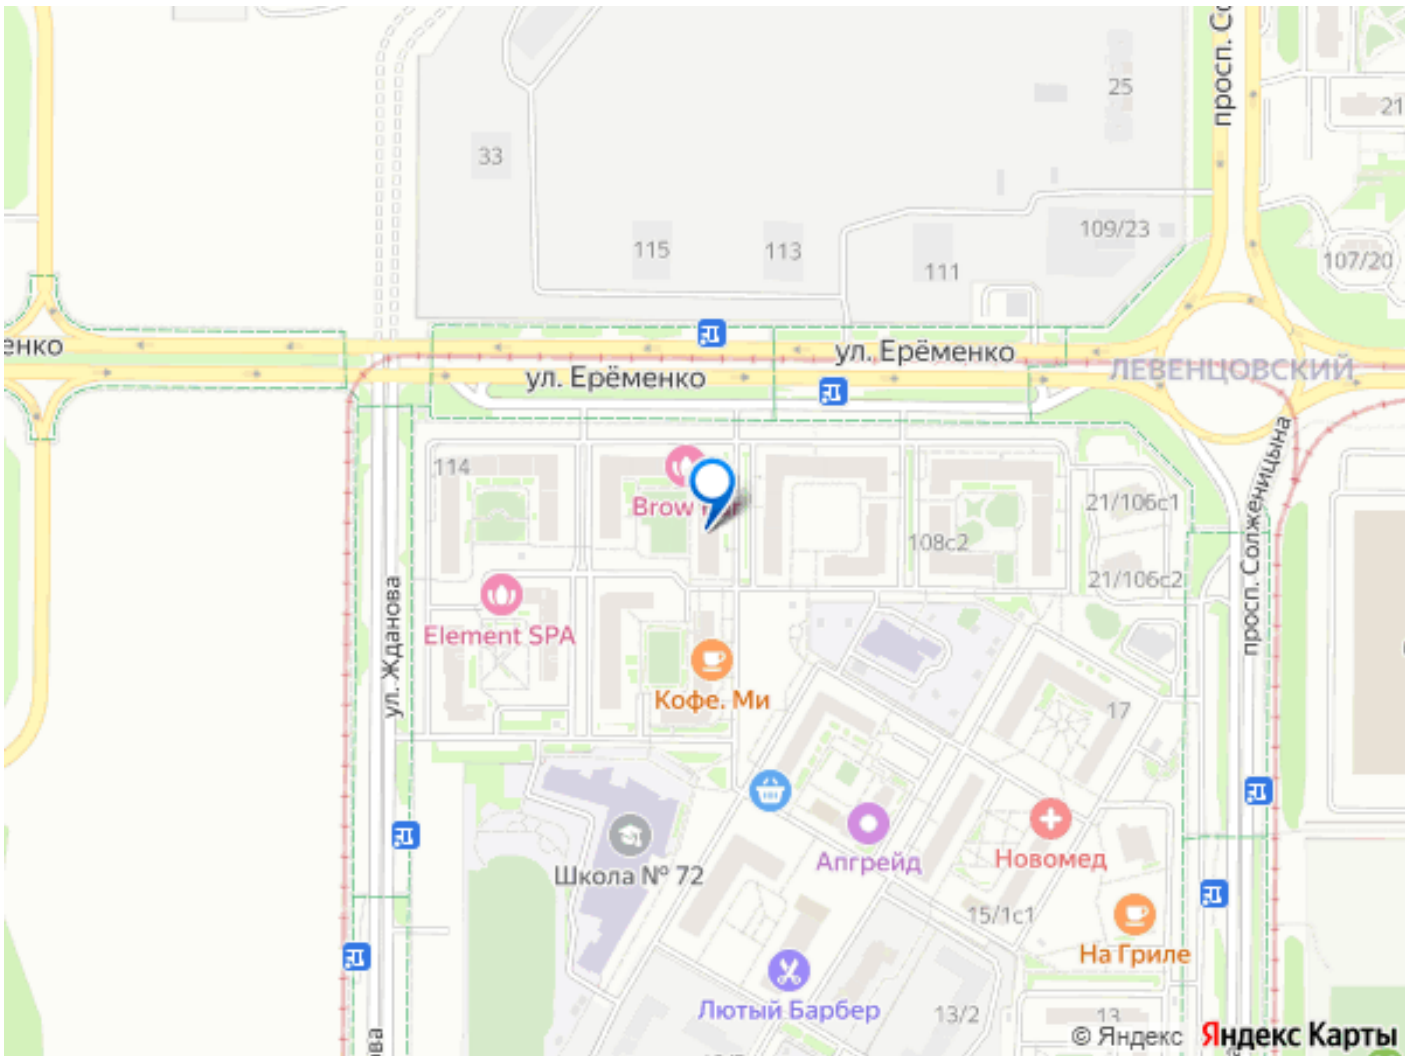 просп. Со
25
21
33
115
113
109/23
111
107/20
енко
ул. Ерёменко
ул. Ерёменко
ЛЕВЕНЦОВСКИЙ
114
Brow
21/106с1
108с2
21/106с2
просп. Солженицына
ул. Жданова
Element SPA
Кофе. Ми
17
Школа № 72
Апгрейд
Новомед
15/1с1
На Гриле
Лютый Барбер
13/2
13
ва
© Яндекс Яндекс Карты